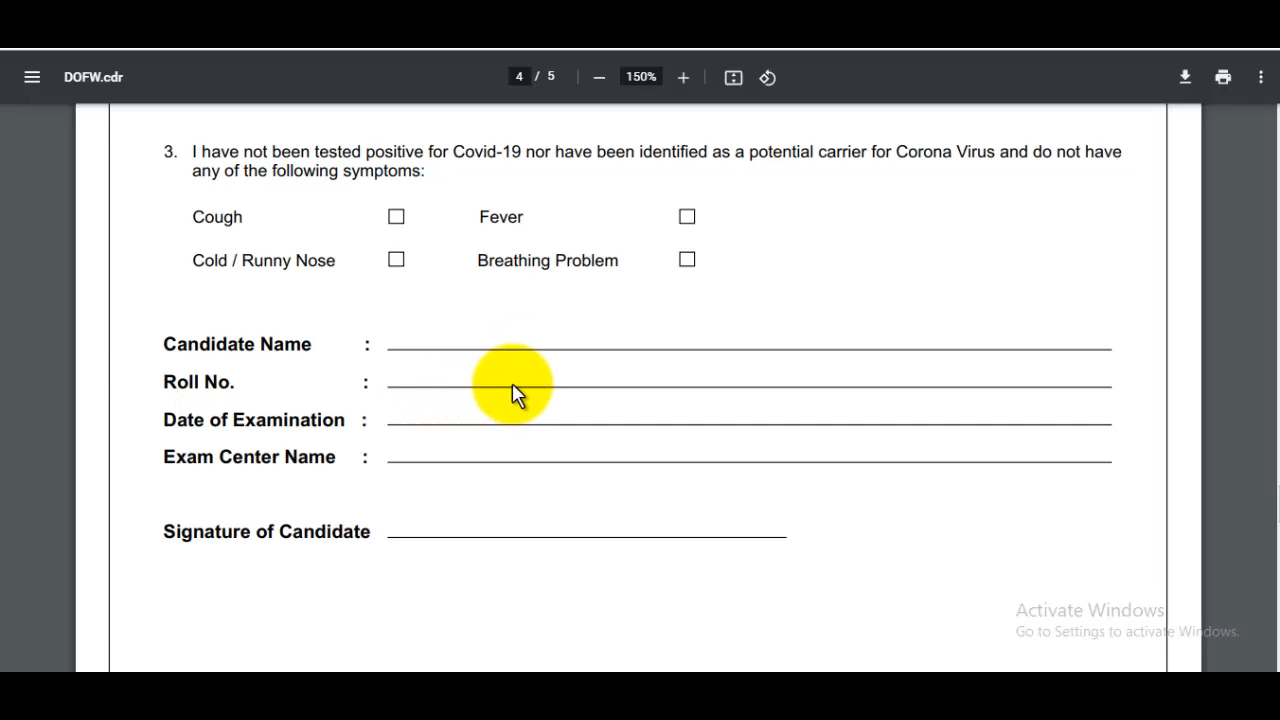 DOFW.cdr
4 / 5
150%
3. I have not been tested positive for Covid-19 nor have been identified as a potential carrier for Corona Virus and do not have
any of the following symptoms:
Cough Fever
Cold / Runny Nose Breathing Problem
Candidate Name :
Roll No. :
Date of Examination :
Exam Center Name :
Signature of Candidate
Activate Windows
Go to Settings to activate Windows.